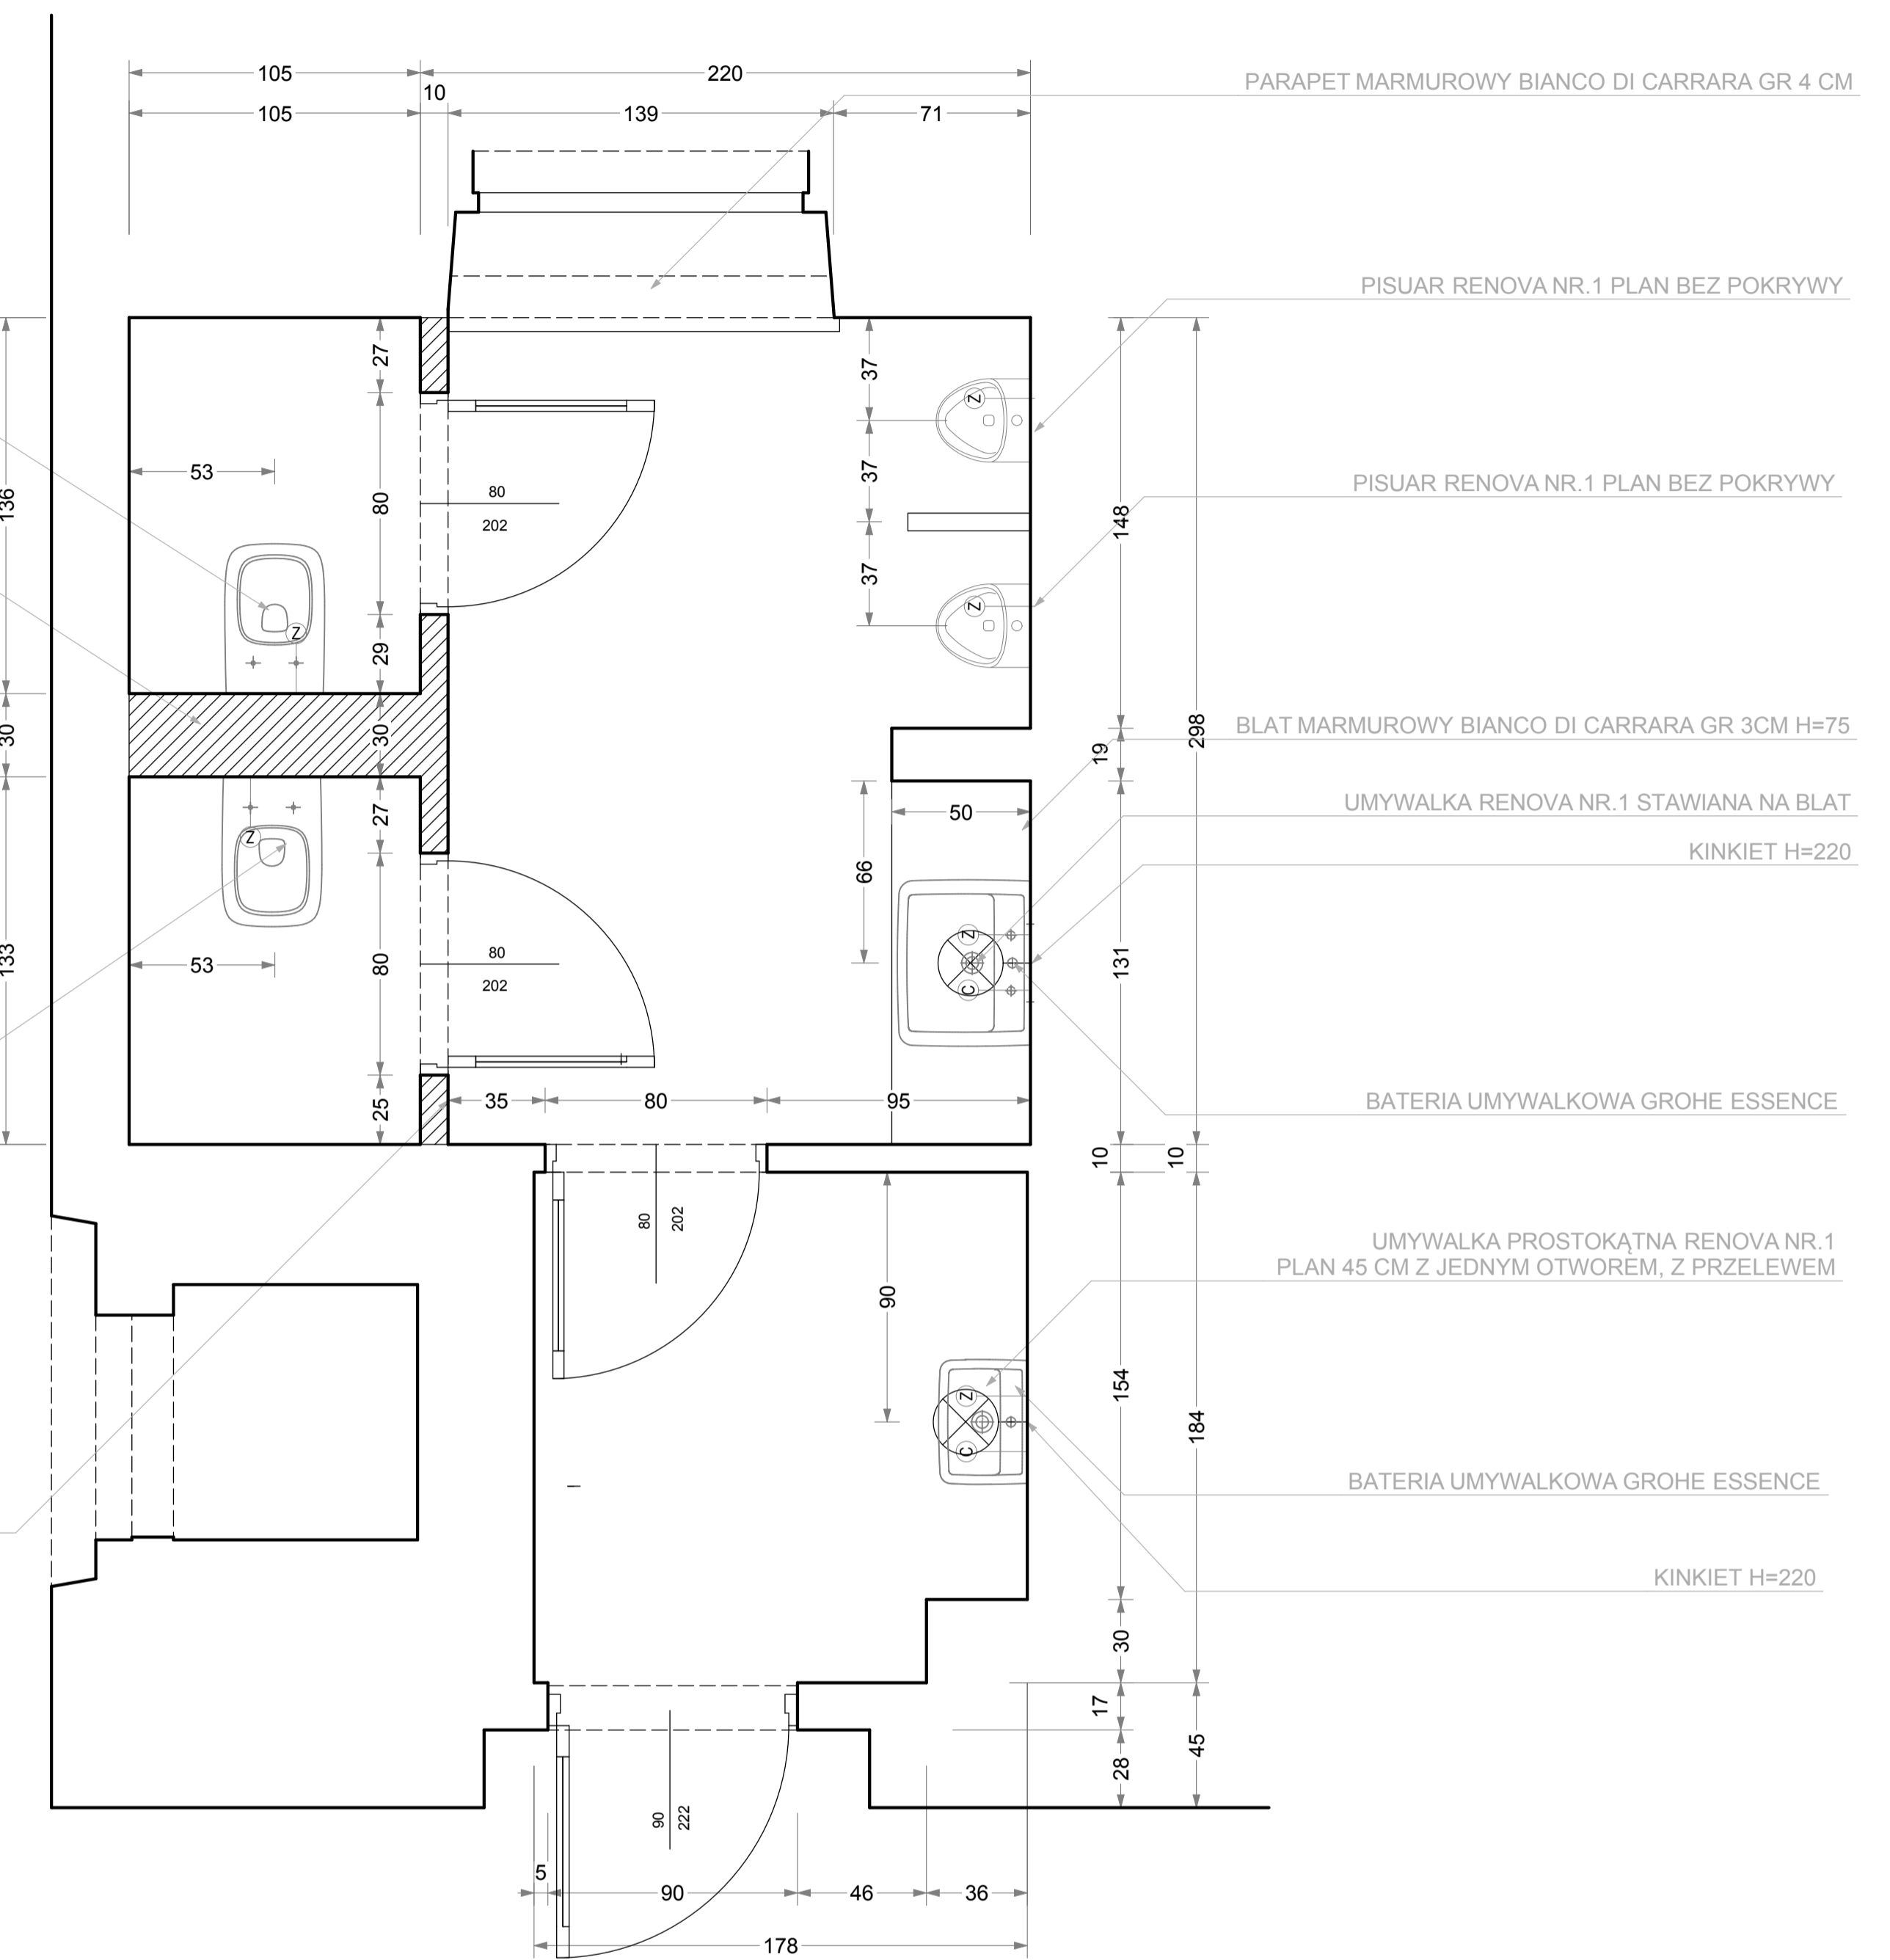 105
220
PARAPET MARMUROWY BIANCO DI CARRARA GR 4 CM
10
105
139
71
PISUAR RENOVA NR.1 PLAN BEZ POKRYWY
27
37
Z
53
37
PISUAR RENOVA NR.1 PLAN BEZ POKRYWY
136
80
80
202
148
37
Z
Z
29
30
30
298
BLAT MARMUROWY BIANCO DI CARRARA GR 3CM H=75
19
27
50
UMYWALKA RENOVA NR.1 STAWIANA NA BLAT
Z
KINKIET H=220
66
133
53
80
80
202
Z
C
131
25
35
80
95
BATERIA UMYWALKOWA GROHE ESSENCE
10
10
80
202
UMYWALKA PROSTOKĄTNA RENOVA NR.1
PLAN 45 CM Z JEDNYM OTWOREM, Z PRZELEWEM
90
Z
C
154
184
BATERIA UMYWALKOWA GROHE ESSENCE
KINKIET H=220
30
17
45
28
90
222
5
90
46
36
178